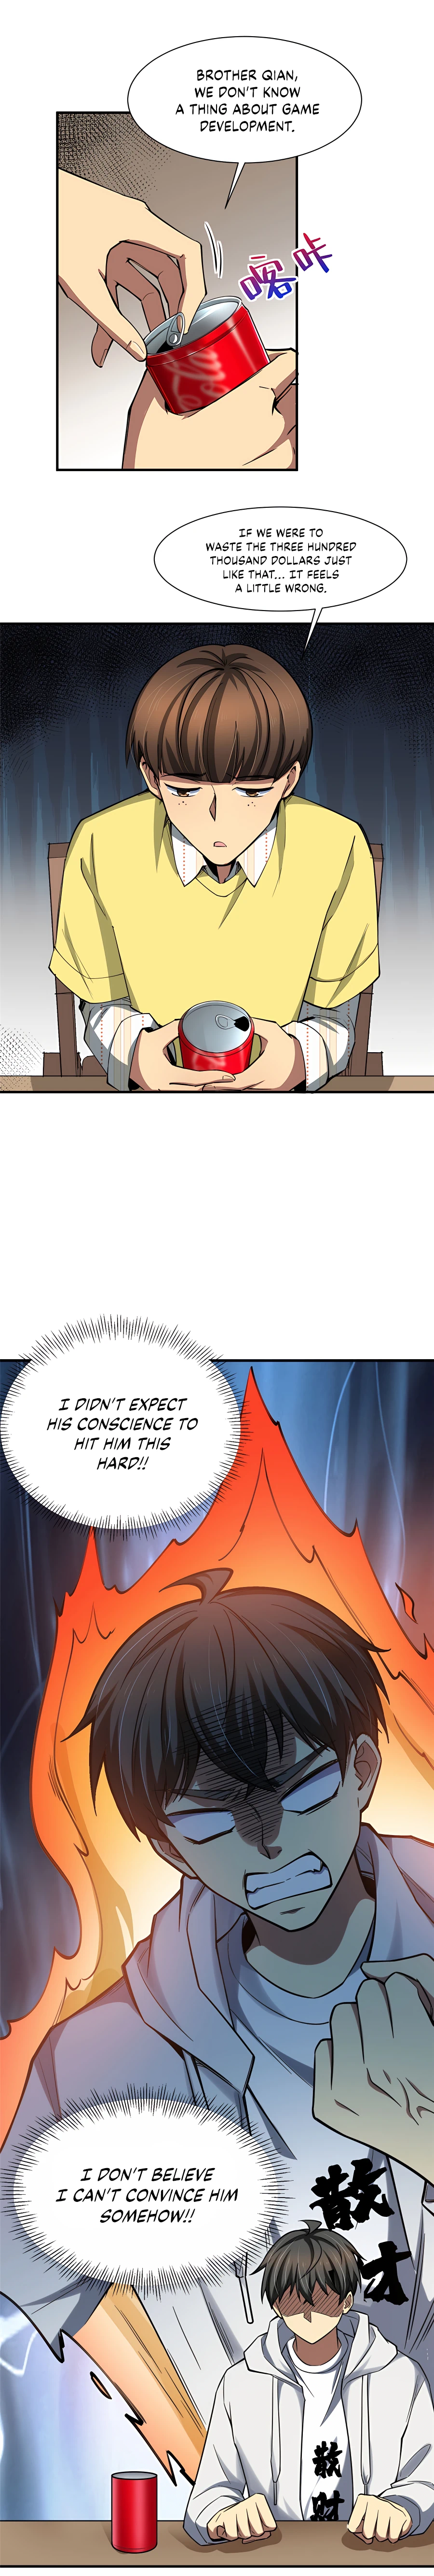 BROTHER QIAN,
WE DON'T KNOW
A THING ABOUT GAME
DEVELOPMENT.
喀咔
IF WE WERE TO
WASTE THE THREE HUNDRED
THOUSAND DOLLARS JUST
LIKE THAT... IT FEELS
A LITTLE WRONG.
I DIDN'T EXPECT
HIS CONSCIENCE TO
HIT HIM THIS
HARD!!
I DON'T BELIEVE
I CAN'T CONVINCE HIM
SOMEHOW!!
散
才
散
財